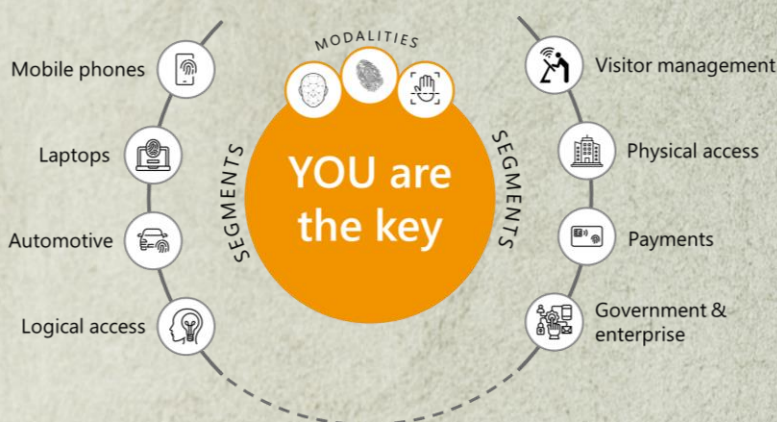 MODALITIES
Mobile phones
Laptops
Automotive
Logical access
SEGMENTS
YOU are
the key
SEGMENTS
Visitor management
Physical access
Payments
Government &
enterprise